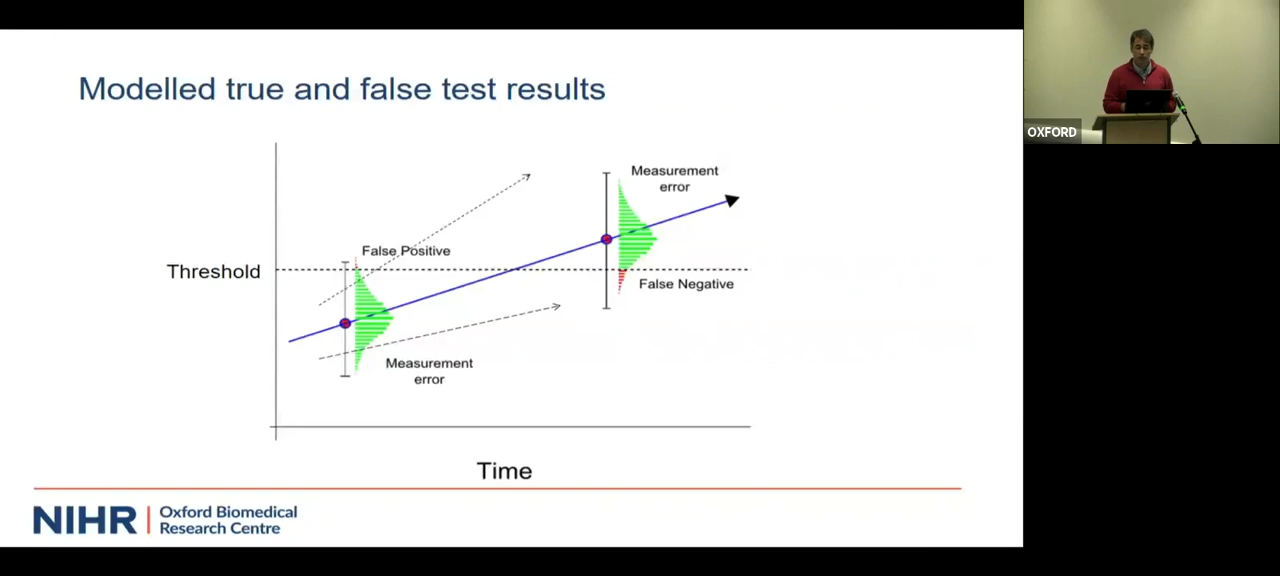 Modelled true and false test results
Measurement
error
False Positive
Threshold
False Negative
Measurement
error
Time
NIHR
Oxford Biomedical
Research Centre
OXFORD